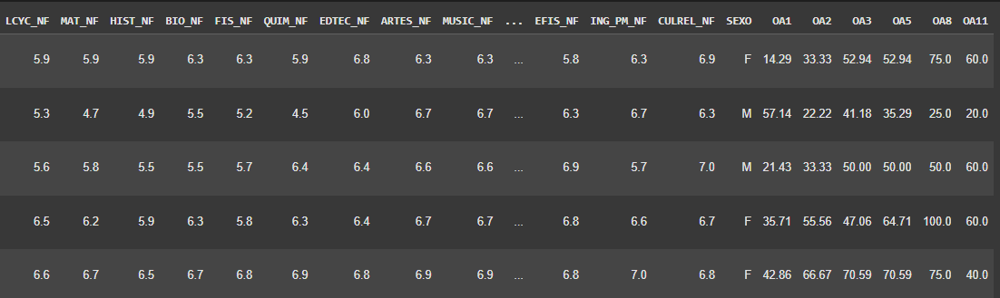 LCYC_NF MAT_NF HIST_NF BIO_NF FIS_NF QUIM_NF EDTEC_NF ARTES_NF MUSIC_NF ... EFIS_NF ING_PM_NF CULREL_NF SEXO OA1 OA2 OA3 OA5 OA8 OA11
5.9 5.9 5.9 6.3 6.3 5.9 6.8 6.3 6.3 ... 5.8 6.3 6.9 F 14.29 33.33 52.94 52.94 75.0 60.0
5.3 4.7 4.9 5.5 5.2 4.5 6.0 6.7 6.7 ... 6.3 6.7 6.3 M 57.14 22.22 41.18 35.29 25.0 20.0
5.6 5.8 5.5 5.5 5.7 6.4 6.4 6.6 6.6 ... 6.9 5.7 7.0 M 21.43 33.33 50.00 50.00 50.0 60.0
6.5 6.2 5.9 6.3 5.8 6.3 6.4 6.7 6.7 ... 6.8 6.6 6.7 F 35.71 55.56 47.06 64.71 100.0 60.0
6.6 6.7 6.5 6.7 6.8 6.9 6.8 6.9 6.9 ... 6.8 7.0 6.8 F 42.86 66.67 70.59 70.59 75.0 40.0